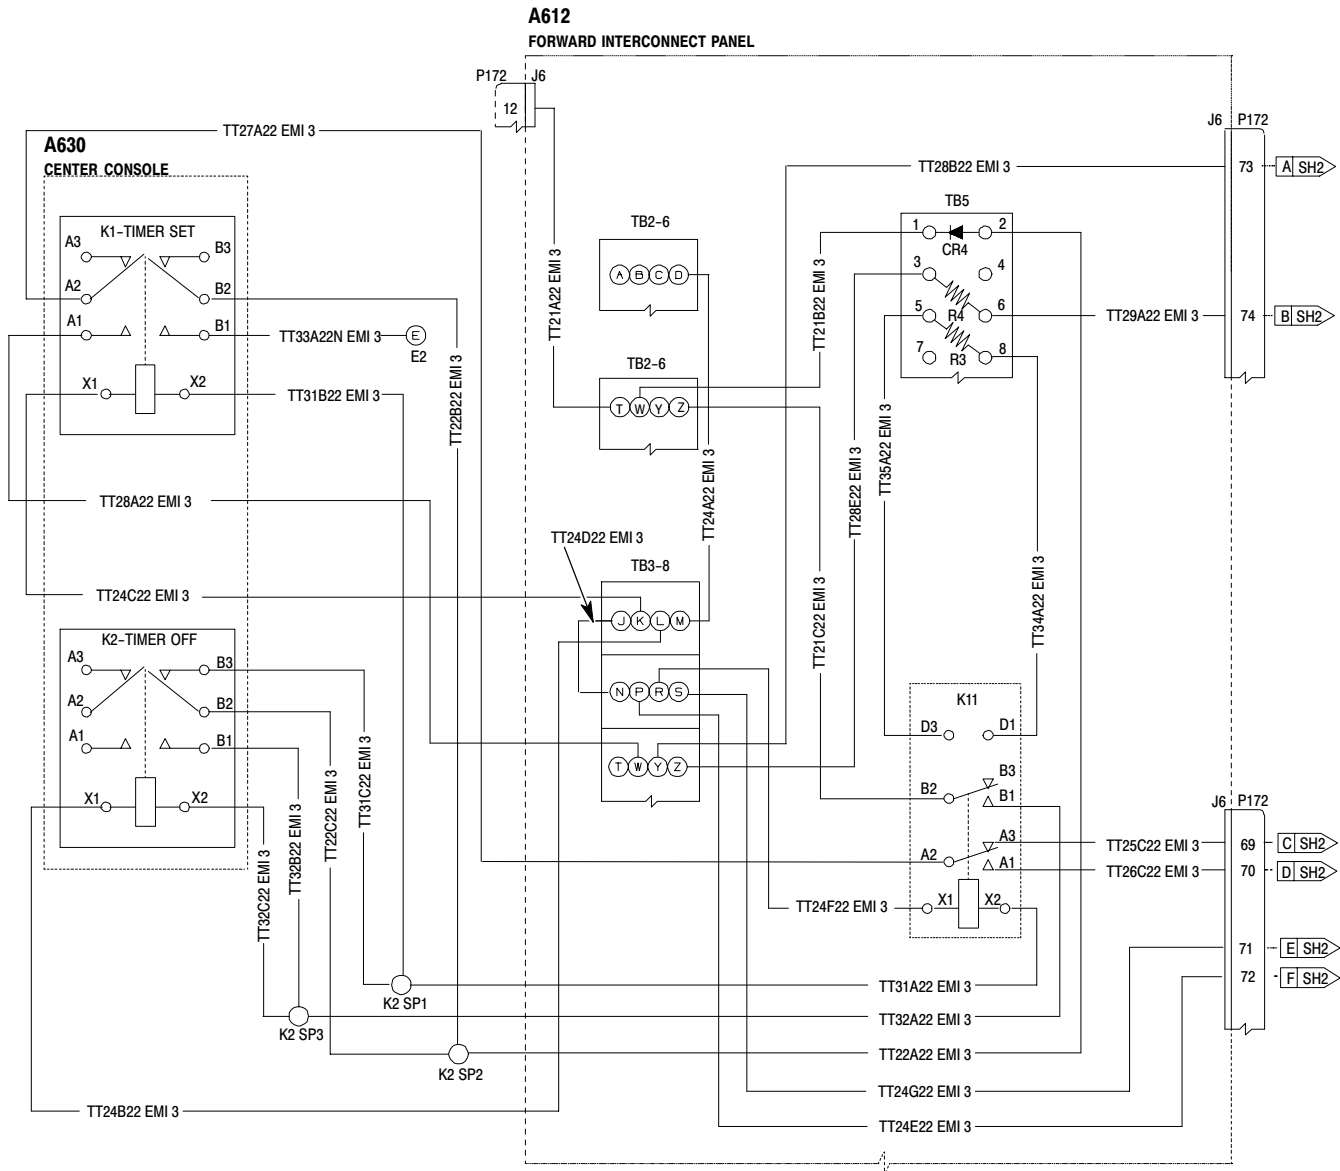 A612
FORWARD INTERCONNECT PANEL
P172 J6
12
J6 P172
TT27A22 EMI 3
A630
CENTER CONSOLE
TT28B22 EMI 3
73
A SH2
TB5
K1-TIMER SET
A3
B3
A2
B2
A1
B1
X1
X2
TT33A22N EMI 3
E
E2
TT31B22 EMI 3
TT22B22 EMI 3
TT21A22 EMI 3
TB2-6
A B C D
TB2-6
T W Y Z
TT24A22 EMI 3
TT21B22 EMI 3
1
2
CR4
3
4
5
R4
6
7
R3
8
TT29A22 EMI 3
74
B SH2
TT28E22 EMI 3
TT35A22 EMI 3
TT34A22 EMI 3
TT21C22 EMI 3
TT28A22 EMI 3
TT24D22 EMI 3
TB3-8
TT24C22 EMI 3
J K L M
N P R S
T W Y Z
K2-TIMER OFF
A3
B3
A2
B2
A1
B1
X1
X2
TT31C22 EMI 3
TT22C22 EMI 3
TT32B22 EMI 3
TT32C22 EMI 3
K11
D3
D1
B3
B2
B1
A3
A2
A1
X1
X2
J6 P172
TT25C22 EMI 3
69
C SH2
TT26C22 EMI 3
70
D SH2
TT24F22 EMI 3
71
E SH2
72
F SH2
K2 SP1
TT31A22 EMI 3
K2 SP3
TT32A22 EMI 3
K2 SP2
TT22A22 EMI 3
TT24G22 EMI 3
TT24B22 EMI 3
TT24E22 EMI 3